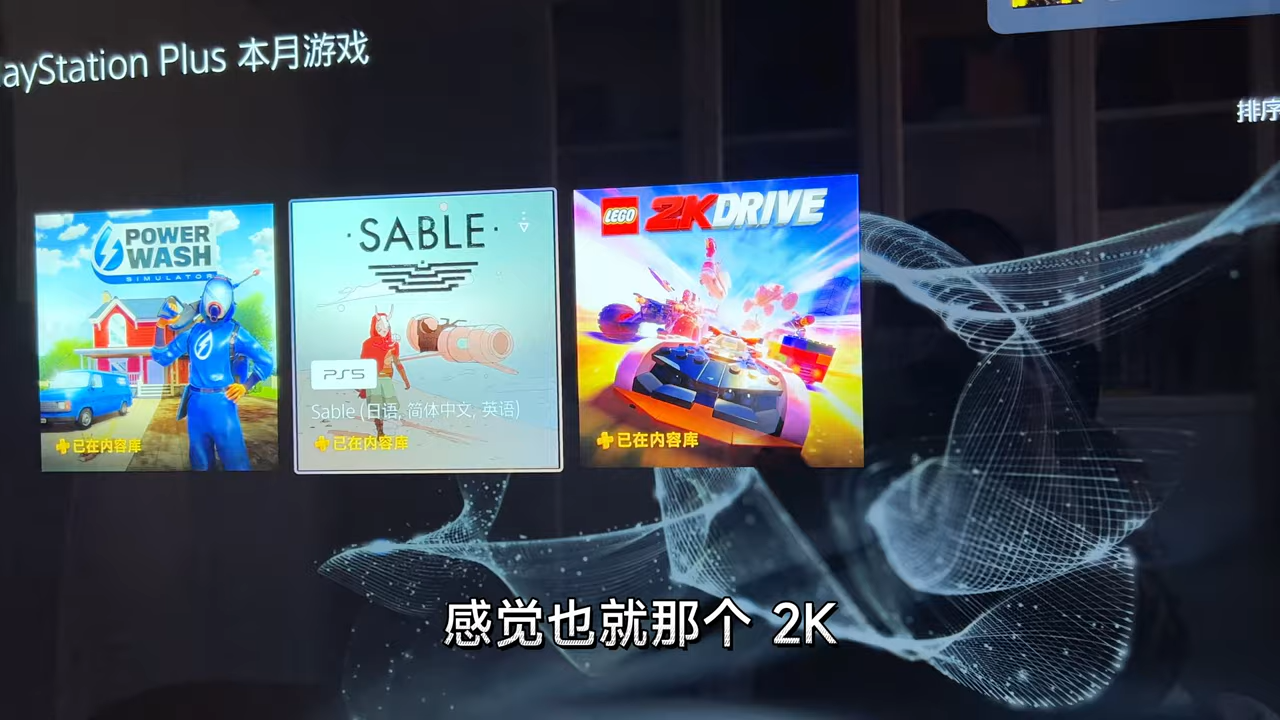 ayStation Plus 本月游戏
排序
POWER
WASH
SIMULATOR
·SABLE·
PS5
Sable (日语, 简体中文, 英语)
LEGO 2KDRIVE
已在内容库
已在内容库
已在内容库
感觉也就那个 2K